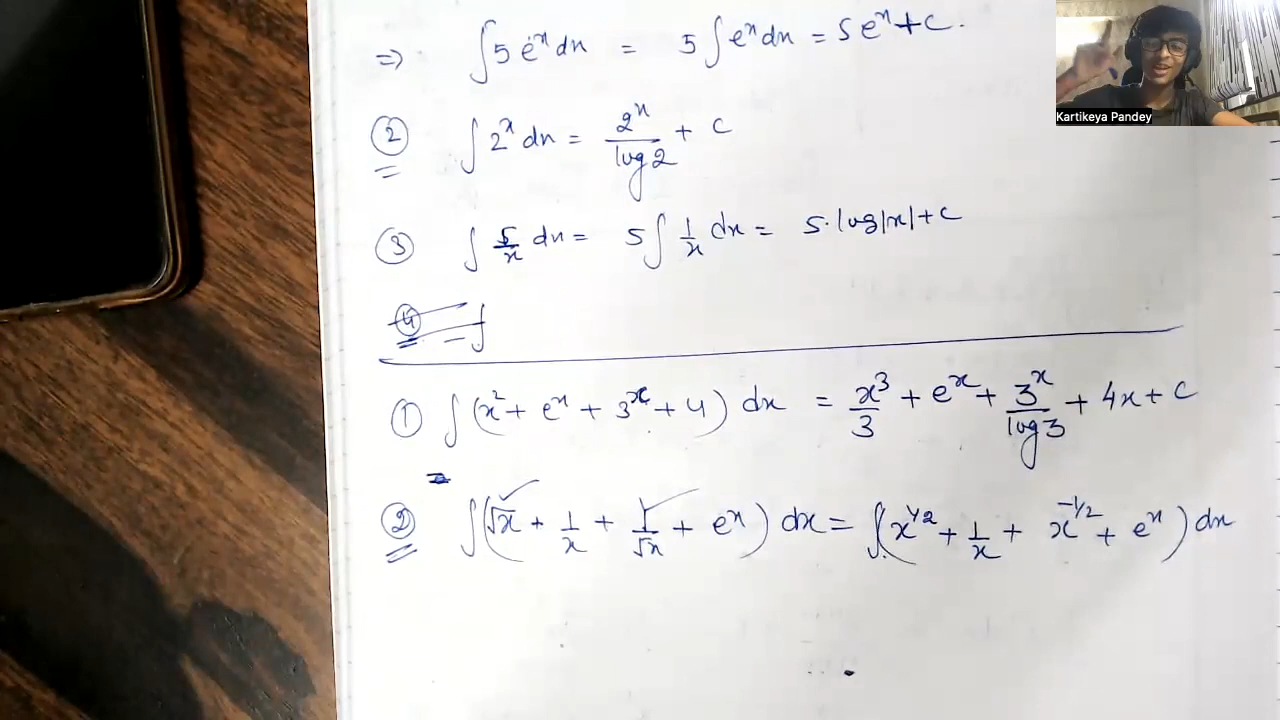 ⇒ ∫5 eˣ dx = 5 ∫eˣ dx = 5 eˣ + c.
Kartikeya Pandey
② ∫ 2ˣ dx = 2ˣ/log 2 + c
③ ∫ 5/x dx = 5 ∫ 1/x dx = 5·log|x| + c
④ = ∫
① ∫ (x² + eˣ + 3ˣ + 4) dx = x³/3 + eˣ + 3ˣ/log 3 + 4x + c
② ∫ (√x + 1/x + 1/√x + eˣ) dx = ∫ (x^1/2 + 1/x + x^-1/2 + eˣ) dx